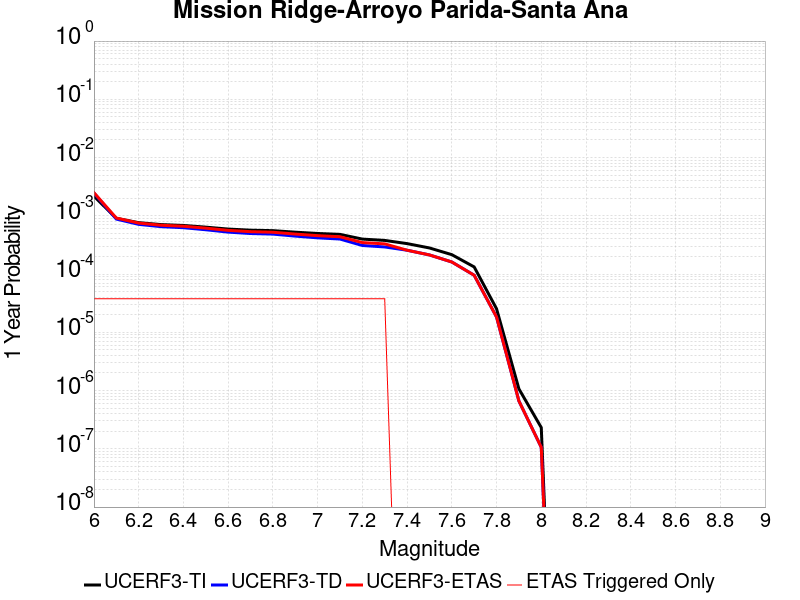 Mission Ridge-Arroyo Parida-Santa Ana
1 Year Probability
10^0
10^-1
10^-2
10^-3
10^-4
10^-5
10^-6
10^-7
10^-8
6 6.2 6.4 6.6 6.8 7 7.2 7.4 7.6 7.8 8 8.2 8.4 8.6 8.8 9
Magnitude
UCERF3-TI UCERF3-TD UCERF3-ETAS ETAS Triggered Only